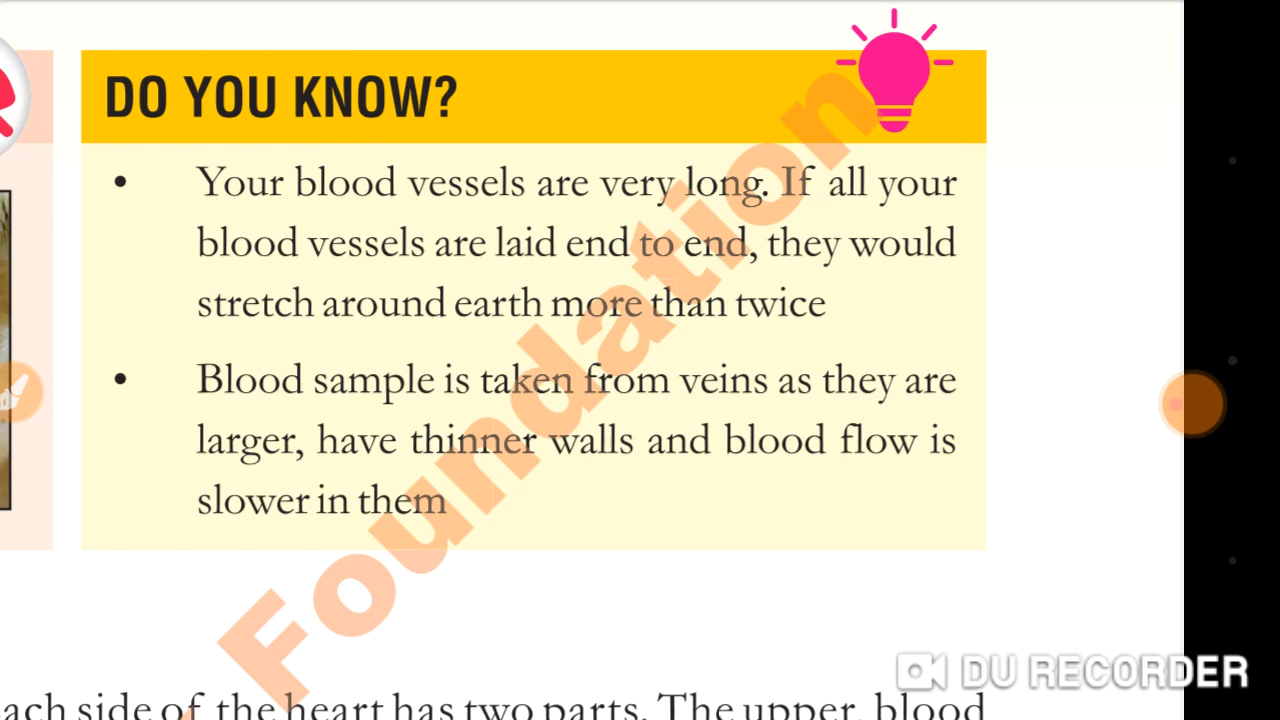 DO YOU KNOW?
• Your blood vessels are very long. If all your
blood vessels are laid end to end, they would
stretch around earth more than twice
• Blood sample is taken from veins as they are
larger, have thinner walls and blood flow is
slower in them
Foundation
DU RECORDER
side of the heart has two parts. The upper, blood